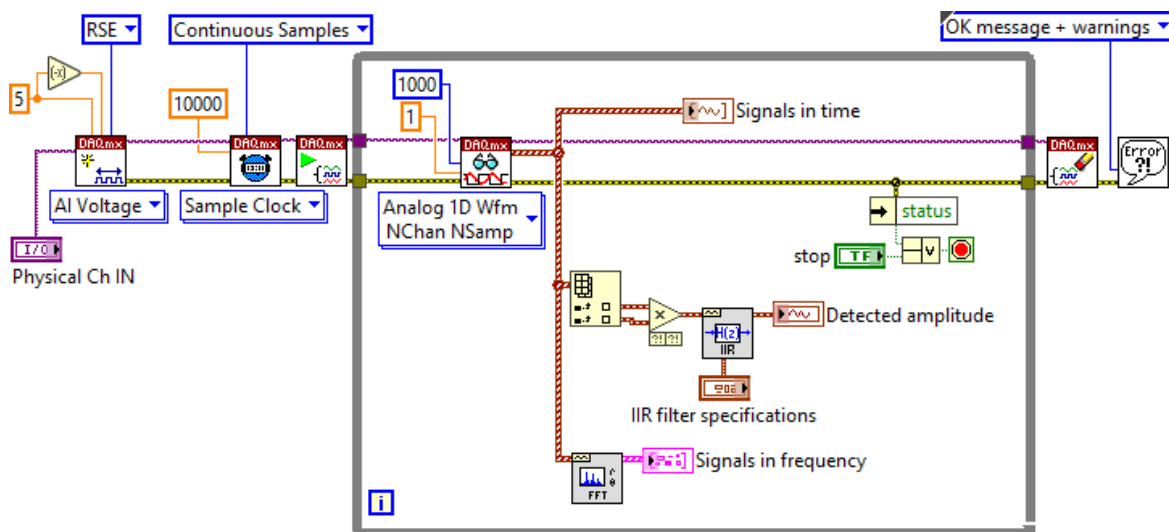 RSE
Continuous Samples
OK message + warnings
(-x)
5
10000
1000
1
Signals in time
DAQmx
DAQmx
DAQmx
DAQmx
DAQmx
Error
?!
AI Voltage
Sample Clock
Analog 1D Wfm
NChan NSamp
status
I/O
Physical Ch IN
stop
TF
V
x
?! ?!
H(z)
IIR
Detected amplitude
IIR filter specifications
Signals in frequency
FFT
i